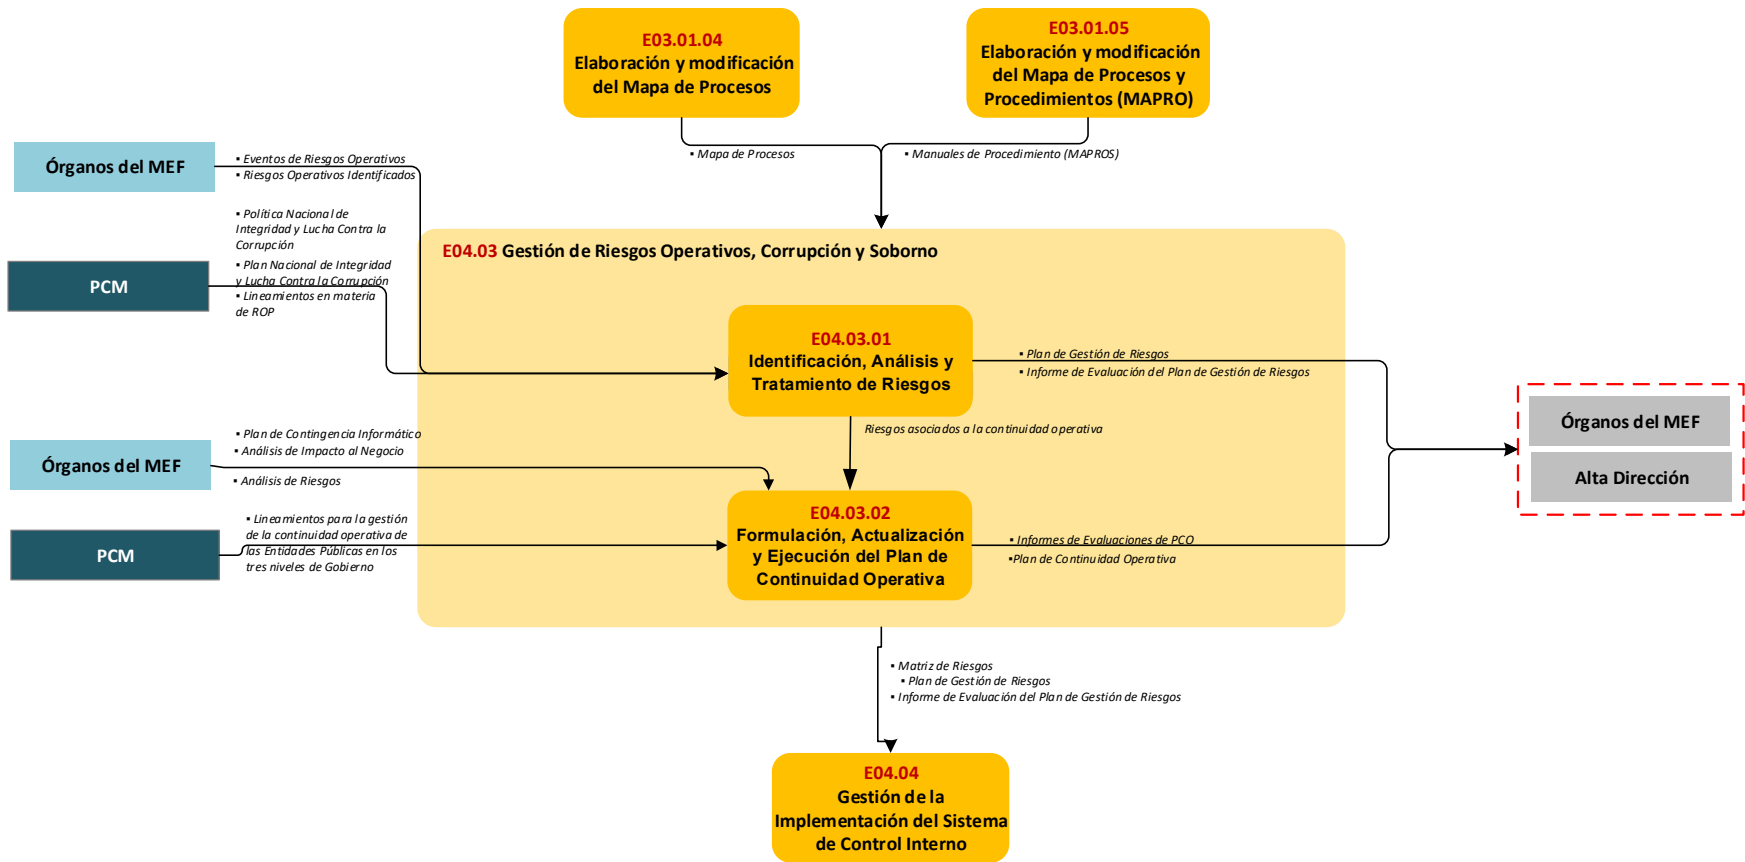 E03.01.04
Elaboración y modificación
del Mapa de Procesos
E03.01.05
Elaboración y modificación
del Mapa de Procesos y
Procedimientos (MAPRO)
▪ Mapa de Procesos
▪ Manuales de Procedimiento (MAPROS)
Órganos del MEF
▪ Eventos de Riesgos Operativos
▪ Riesgos Operativos Identificados
PCM
▪ Política Nacional de
Integridad y Lucha Contra la
Corrupción
▪ Plan Nacional de Integridad
y Lucha Contra la Corrupción
▪ Lineamientos en materia
de ROP
E04.03 Gestión de Riesgos Operativos, Corrupción y Soborno
E04.03.01
Identificación, Análisis y
Tratamiento de Riesgos
▪ Plan de Gestión de Riesgos
▪ Informe de Evaluación del Plan de Gestión de Riesgos
Riesgos asociados a la continuidad operativa
Órganos del MEF
▪ Plan de Contingencia Informático
▪ Análisis de Impacto al Negocio
▪ Análisis de Riesgos
PCM
▪ Lineamientos para la gestión
de la continuidad operativa de
las Entidades Públicas en los
tres niveles de Gobierno
E04.03.02
Formulación, Actualización
y Ejecución del Plan de
Continuidad Operativa
▪ Informes de Evaluaciones de PCO
▪Plan de Continuidad Operativa
Órganos del MEF
Alta Dirección
▪ Matriz de Riesgos
▪ Plan de Gestión de Riesgos
▪ Informe de Evaluación del Plan de Gestión de Riesgos
E04.04
Gestión de la
Implementación del Sistema
de Control Interno